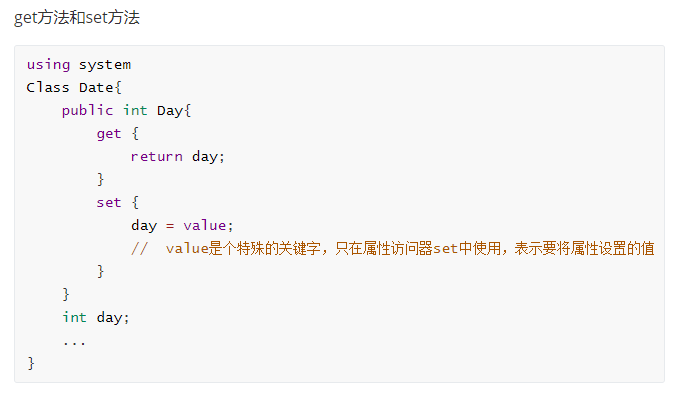 get方法和set方法
using system
Class Date{
    public int Day{
        get {
            return day;
        }
        set {
            day = value;
            //  value是个特殊的关键字，只在属性访问器set中使用，表示要将属性设置的值
        }
    }
    int day;
    ...
}